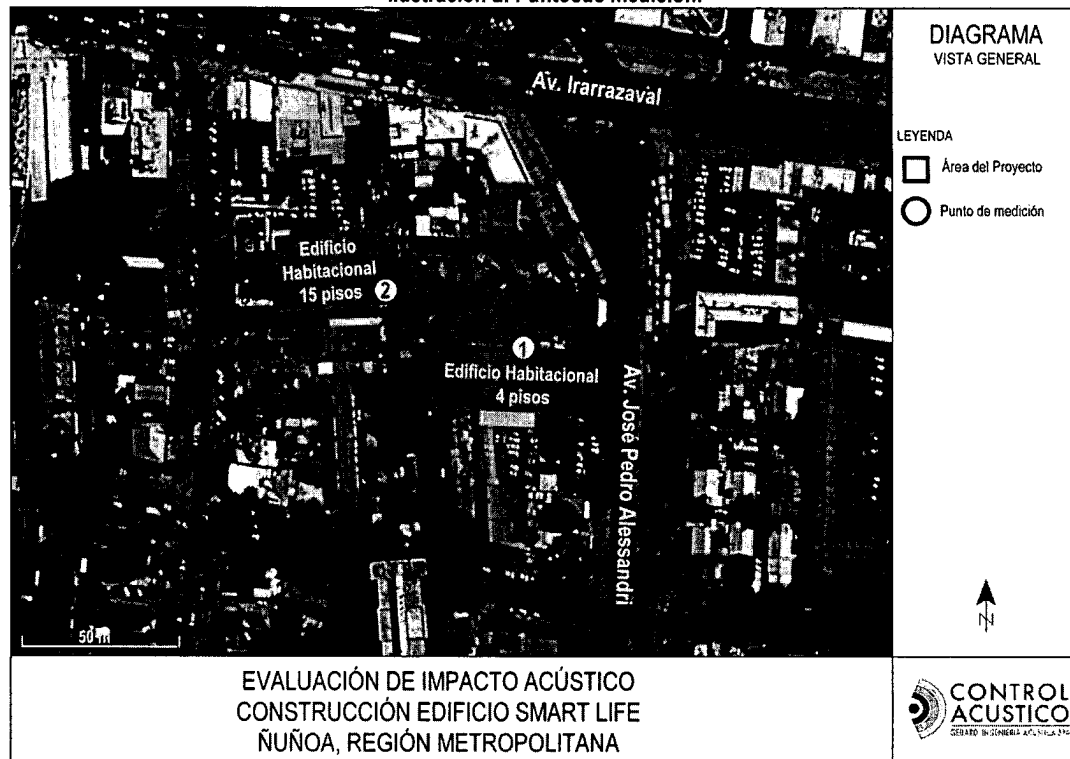 DIAGRAMA
VISTA GENERAL
LEYENDA
Área del Proyecto
Punto de medición
Av. Irarrazaval
Edificio
Habitacional
15 pisos 2
1
Edificio Habitacional
4 pisos
Av. José Pedro Alessandri
50 m
N
EVALUACIÓN DE IMPACTO ACÚSTICO
CONSTRUCCIÓN EDIFICIO SMART LIFE
ÑUÑOA, REGIÓN METROPOLITANA
CONTROL
ACUSTICO